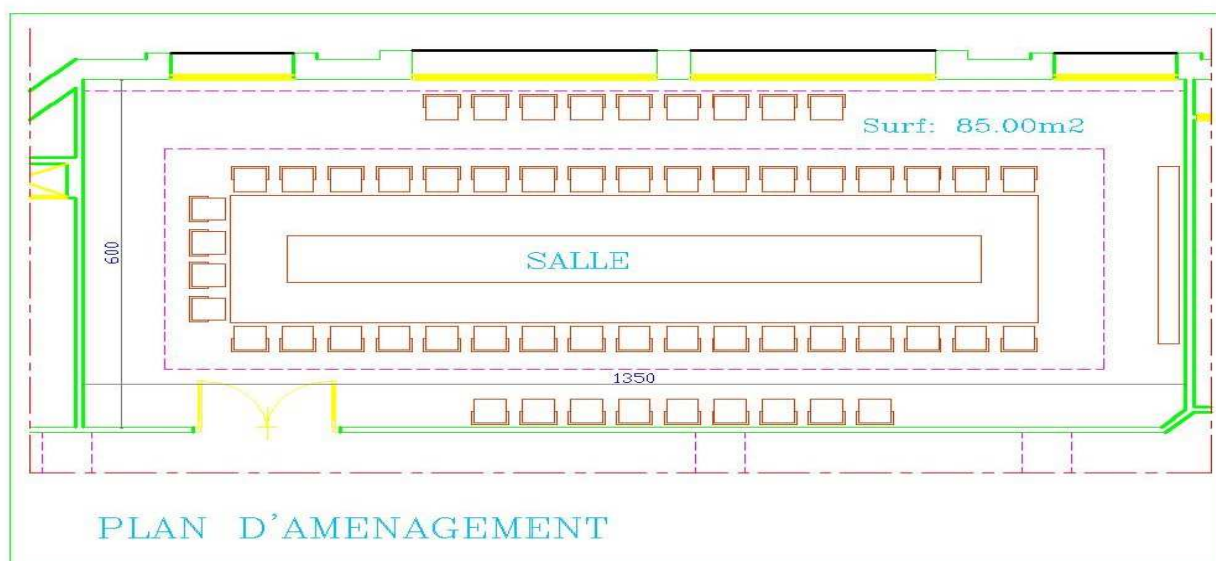 Surf: 85.00m2
600
SALLE
1350
PLAN D'AMENAGEMENT